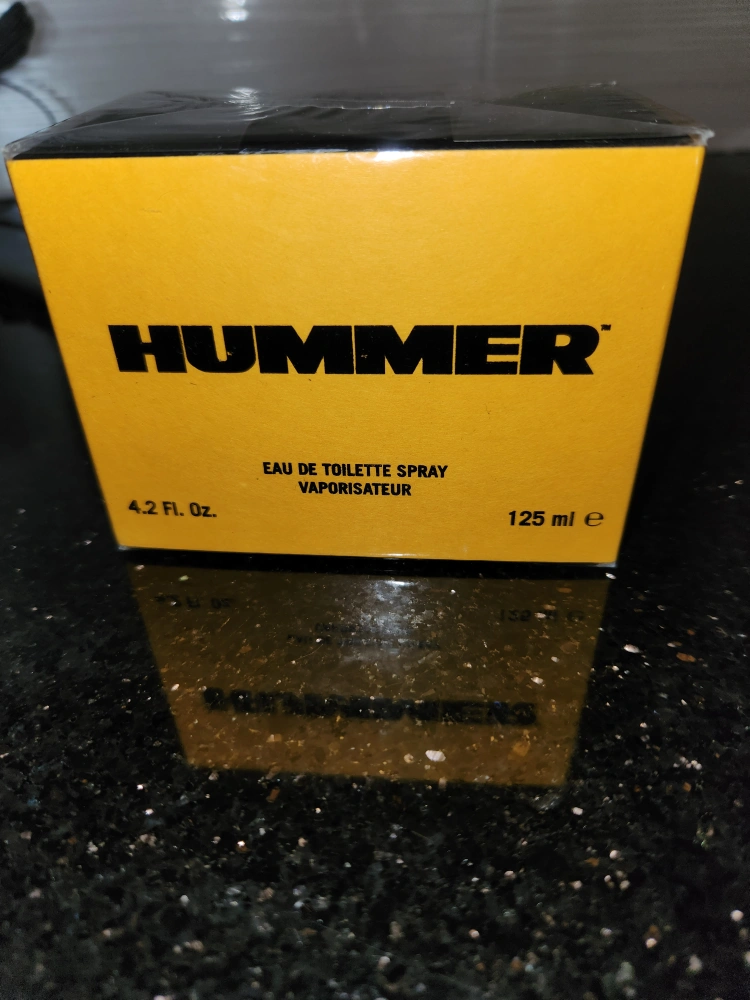 HUMMER™
EAU DE TOILETTE SPRAY
VAPORISATEUR
4.2 Fl. Oz.
125 ml ℮